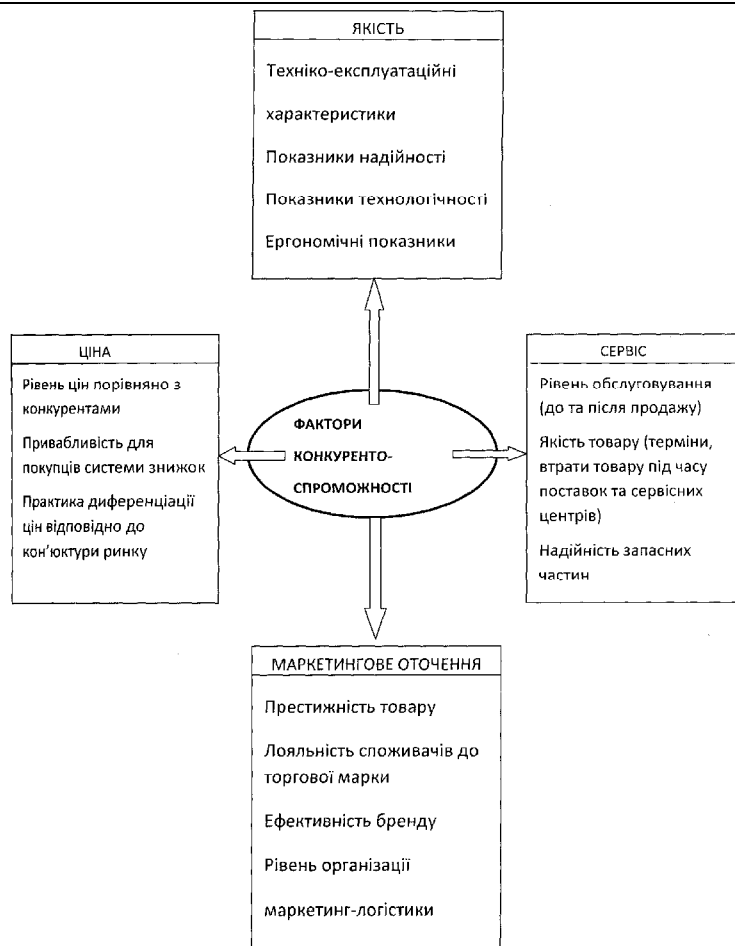 ЯКІСТЬ
Техніко-експлуатаційні
характеристики
Показники надійності
Показники технологічності
Ергономічні показники
ЦІНА
Рівень цін порівняно з
конкурентами
Привабливість для
покупців системи знижок
Практика диференціації
цін відповідно до
кон'юктури ринку
ФАКТОРИ
КОНКУРЕНТО-
СПРОМОЖНОСТІ
СЕРВІС
Рівень обслуговування
(до та після продажу)
Якість товару (терміни,
втрати товару під часу
поставок та сервісних
центрів)
Надійність запасних
частин
МАРКЕТИНГОВЕ ОТОЧЕННЯ
Престижність товару
Лояльність споживачів до
торгової марки
Ефективність бренду
Рівень організації
маркетинг-логістики